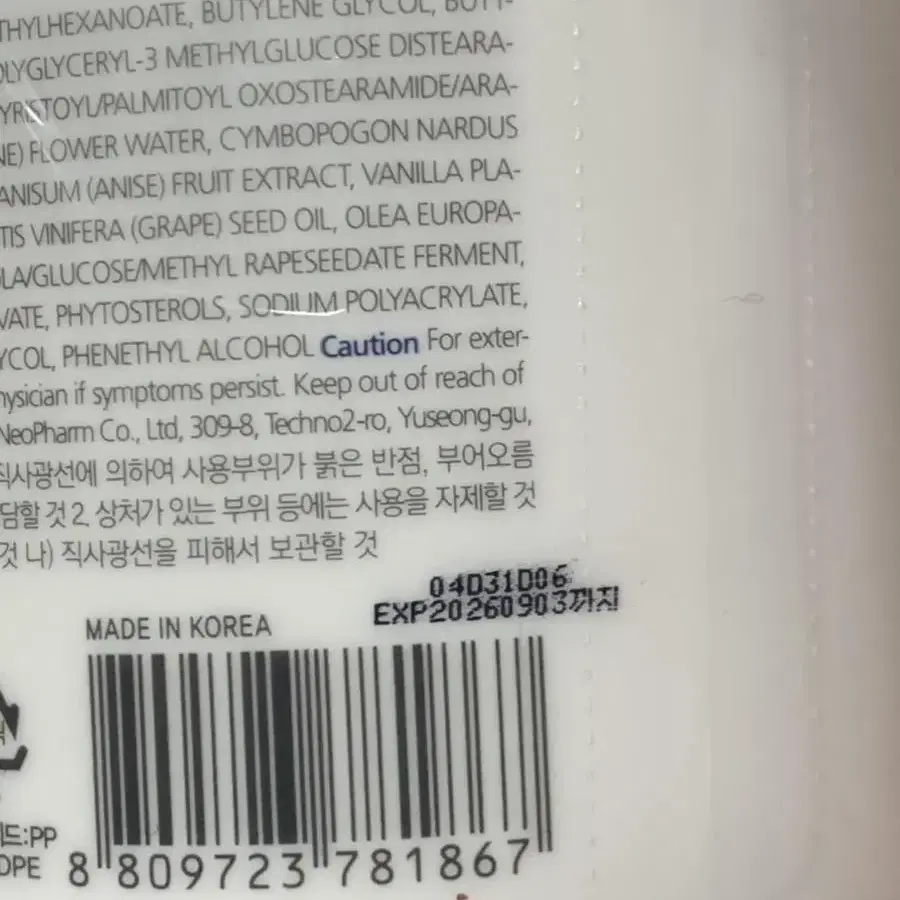 THYLHEXANOATE, BUTYLENE GLYCOL, BUTY-
OLYGLYCERYL-3 METHYLGLUCOSE DISTEARA-
YRISTOYL/PALMITOYL OXOSTEARAMIDE/ARA-
NE) FLOWER WATER, CYMBOPOGON NARDUS
ANISUM (ANISE) FRUIT EXTRACT, VANILLA PLA-
TIS VINIFERA (GRAPE) SEED OIL, OLEA EUROPA-
LA/GLUCOSE/METHYL RAPESEEDATE FERMENT,
VATE, PHYTOSTEROLS, SODIUM POLYACRYLATE,
YCOL, PHENETHYL ALCOHOL Caution For exter-
hysician if symptoms persist. Keep out of reach of
NeoPharm Co., Ltd, 309-8, Techno2-ro, Yuseong-gu,
직사광선에 의하여 사용부위가 붉은 반점, 부어오름
담할 것 2. 상처가 있는 부위 등에는 사용을 자제할 것
것 나) 직사광선을 피해서 보관할 것
04D31D06
EXP20260903까지
MADE IN KOREA
드:PP
DPE
8 809723 781867